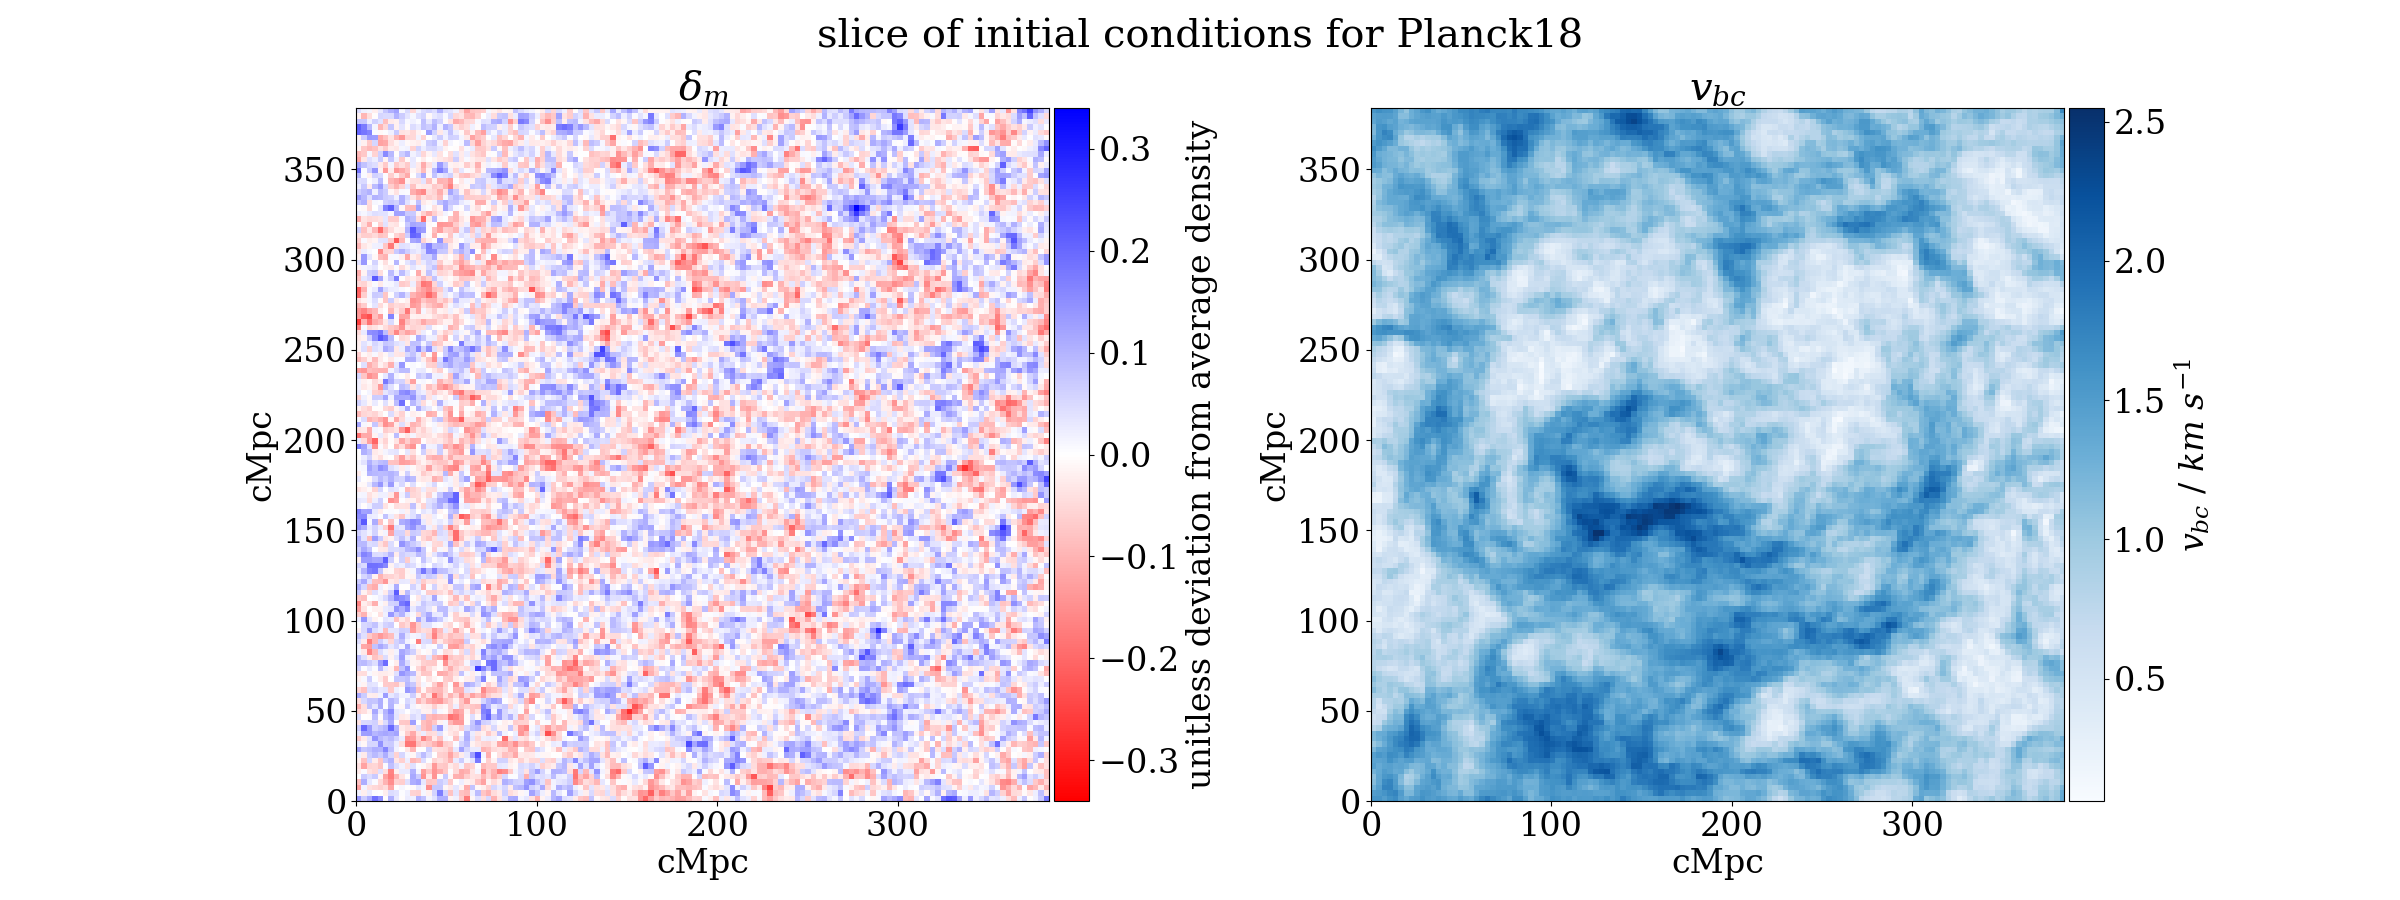 slice of initial conditions for Planck18
δₘ
350
300
250
200
150
100
50
0
cMpc
0 100 200 300
cMpc
0.3
0.2
0.1
0.0
−0.1
−0.2
−0.3
unitless deviation from average density
v_bc
350
300
250
200
150
100
50
0
cMpc
0 100 200 300
cMpc
2.5
2.0
1.5
1.0
0.5
v_bc / km s⁻¹